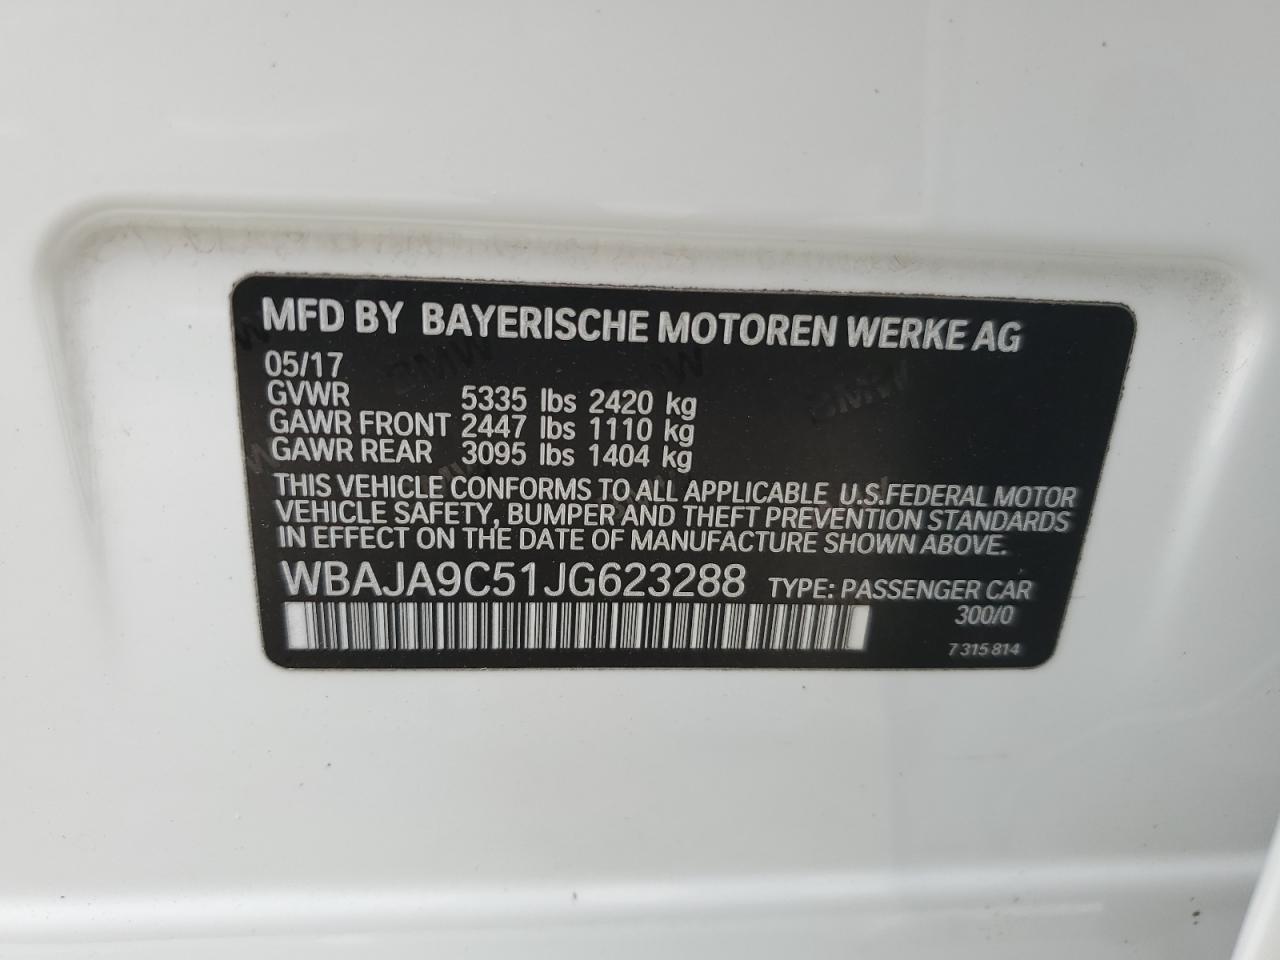 MFD BY BAYERISCHE MOTOREN WERKE AG
05/17
GVWR 5335 lbs 2420 kg
GAWR FRONT 2447 lbs 1110 kg
GAWR REAR 3095 lbs 1404 kg
THIS VEHICLE CONFORMS TO ALL APPLICABLE U.S.FEDERAL MOTOR
VEHICLE SAFETY, BUMPER AND THEFT PREVENTION STANDARDS
IN EFFECT ON THE DATE OF MANUFACTURE SHOWN ABOVE.
WBAJA9C51JG623288 TYPE: PASSENGER CAR
300/0
7 315 814